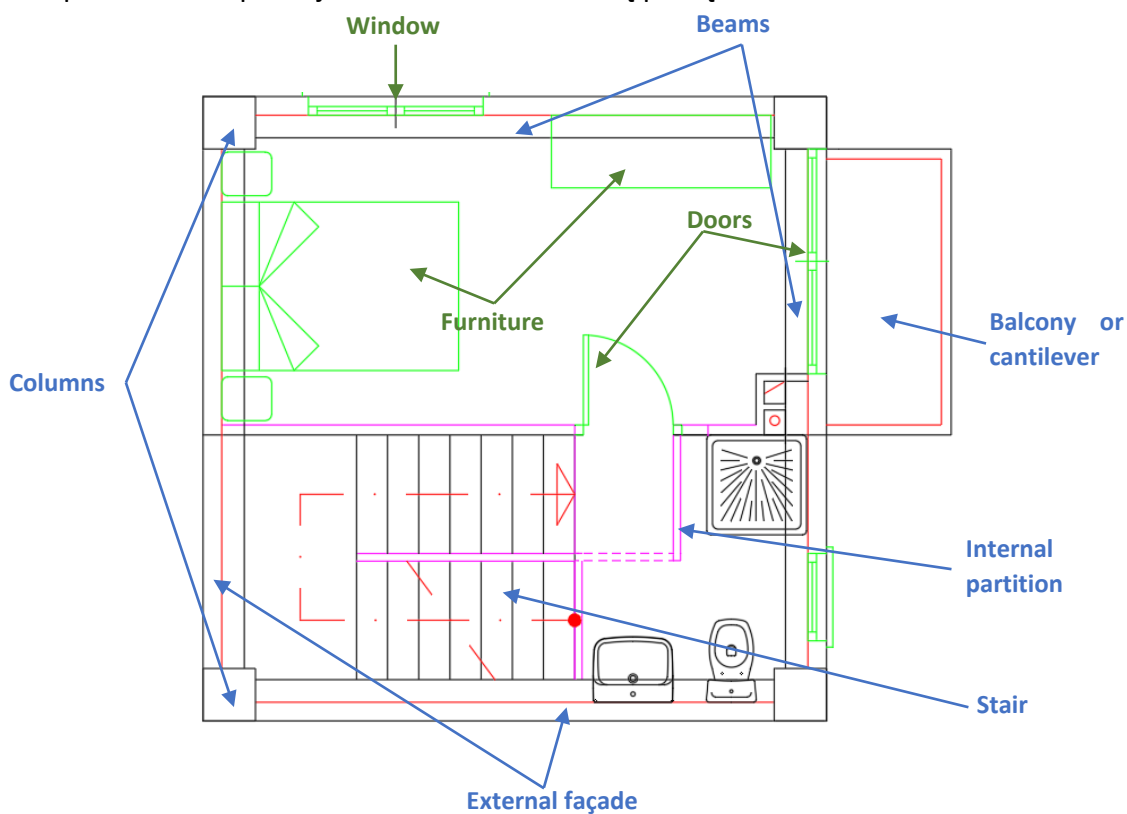 Window
Beams
Doors
Furniture
Balcony or
cantilever
Columns
Internal
partition
Stair
External façade